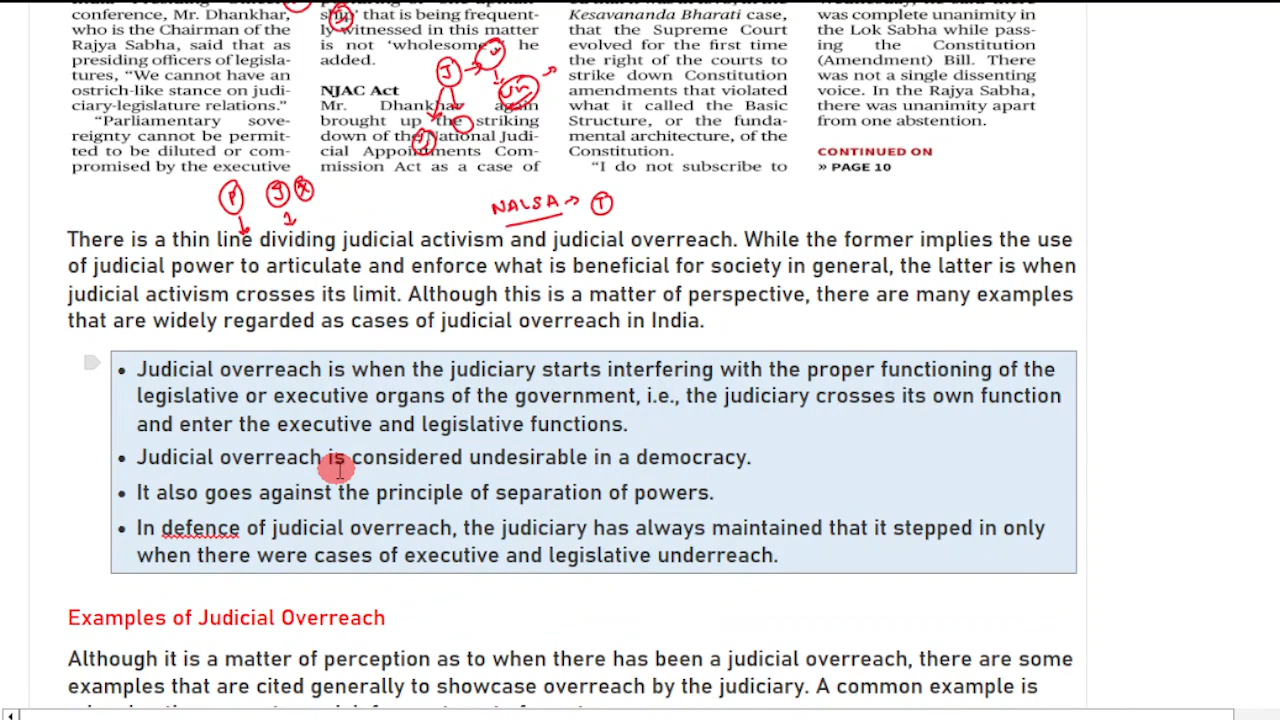 conference, Mr. Dhankhar,
who is the Chairman of the
Rajya Sabha, said that as
presiding officers of legisla-
tures, “We cannot have an
ostrich-like stance on judi-
ciary-legislature relations.”
“Parliamentary sove-
reignty cannot be permit-
ted to be diluted or com-
promised by the executive
ship’ that is being frequent-
ly witnessed in this matter
is not ‘wholesome’, he
added.
NJAC Act
Mr. Dhankhar again
brought up the striking
down of the National Judi-
cial Appointments Com-
mission Act as a case of
Kesavananda Bharati case,
that the Supreme Court
evolved for the first time
the right of the courts to
strike down Constitution
amendments that violated
what it called the Basic
Structure, or the funda-
mental architecture, of the
Constitution.
“I do not subscribe to
was complete unanimity in
the Lok Sabha while pass-
ing the Constitution
(Amendment) Bill. There
was not a single dissenting
voice. In the Rajya Sabha,
there was unanimity apart
from one abstention.
CONTINUED ON
» PAGE 10
J
P
J
NALSA → T
There is a thin line dividing judicial activism and judicial overreach. While the former implies the use
of judicial power to articulate and enforce what is beneficial for society in general, the latter is when
judicial activism crosses its limit. Although this is a matter of perspective, there are many examples
that are widely regarded as cases of judicial overreach in India.
• Judicial overreach is when the judiciary starts interfering with the proper functioning of the
legislative or executive organs of the government, i.e., the judiciary crosses its own function
and enter the executive and legislative functions.
• Judicial overreach is considered undesirable in a democracy.
• It also goes against the principle of separation of powers.
• In defence of judicial overreach, the judiciary has always maintained that it stepped in only
when there were cases of executive and legislative underreach.
Examples of Judicial Overreach
Although it is a matter of perception as to when there has been a judicial overreach, there are some
examples that are cited generally to showcase overreach by the judiciary. A common example is